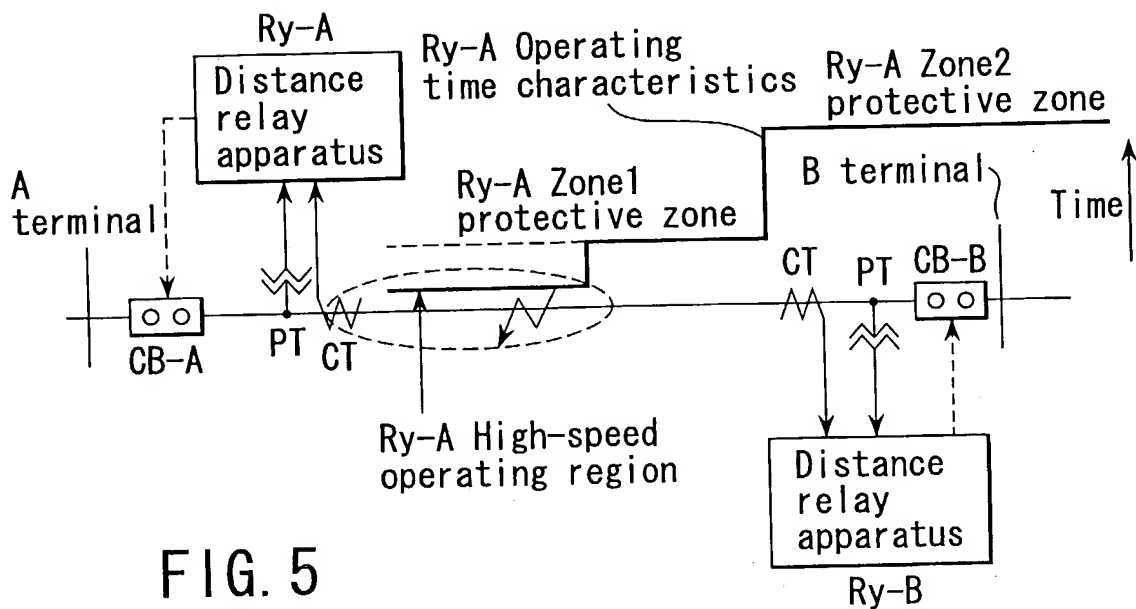 Ry-A
Distance
relay
apparatus
Ry-A Operating
time characteristics
Ry-A Zone2
protective zone
A
terminal
Ry-A Zone1
protective zone
B terminal
Time
CB-A
PT
CT
CT
PT
CB-B
Ry-A High-speed
operating region
Distance
relay
apparatus
Ry-B
FIG. 5